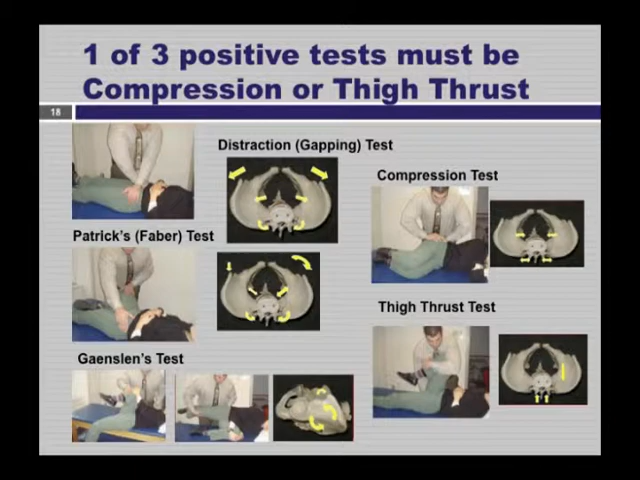 1 of 3 positive tests must be
Compression or Thigh Thrust
18
Distraction (Gapping) Test
Compression Test
Patrick's (Faber) Test
Thigh Thrust Test
Gaenslen's Test